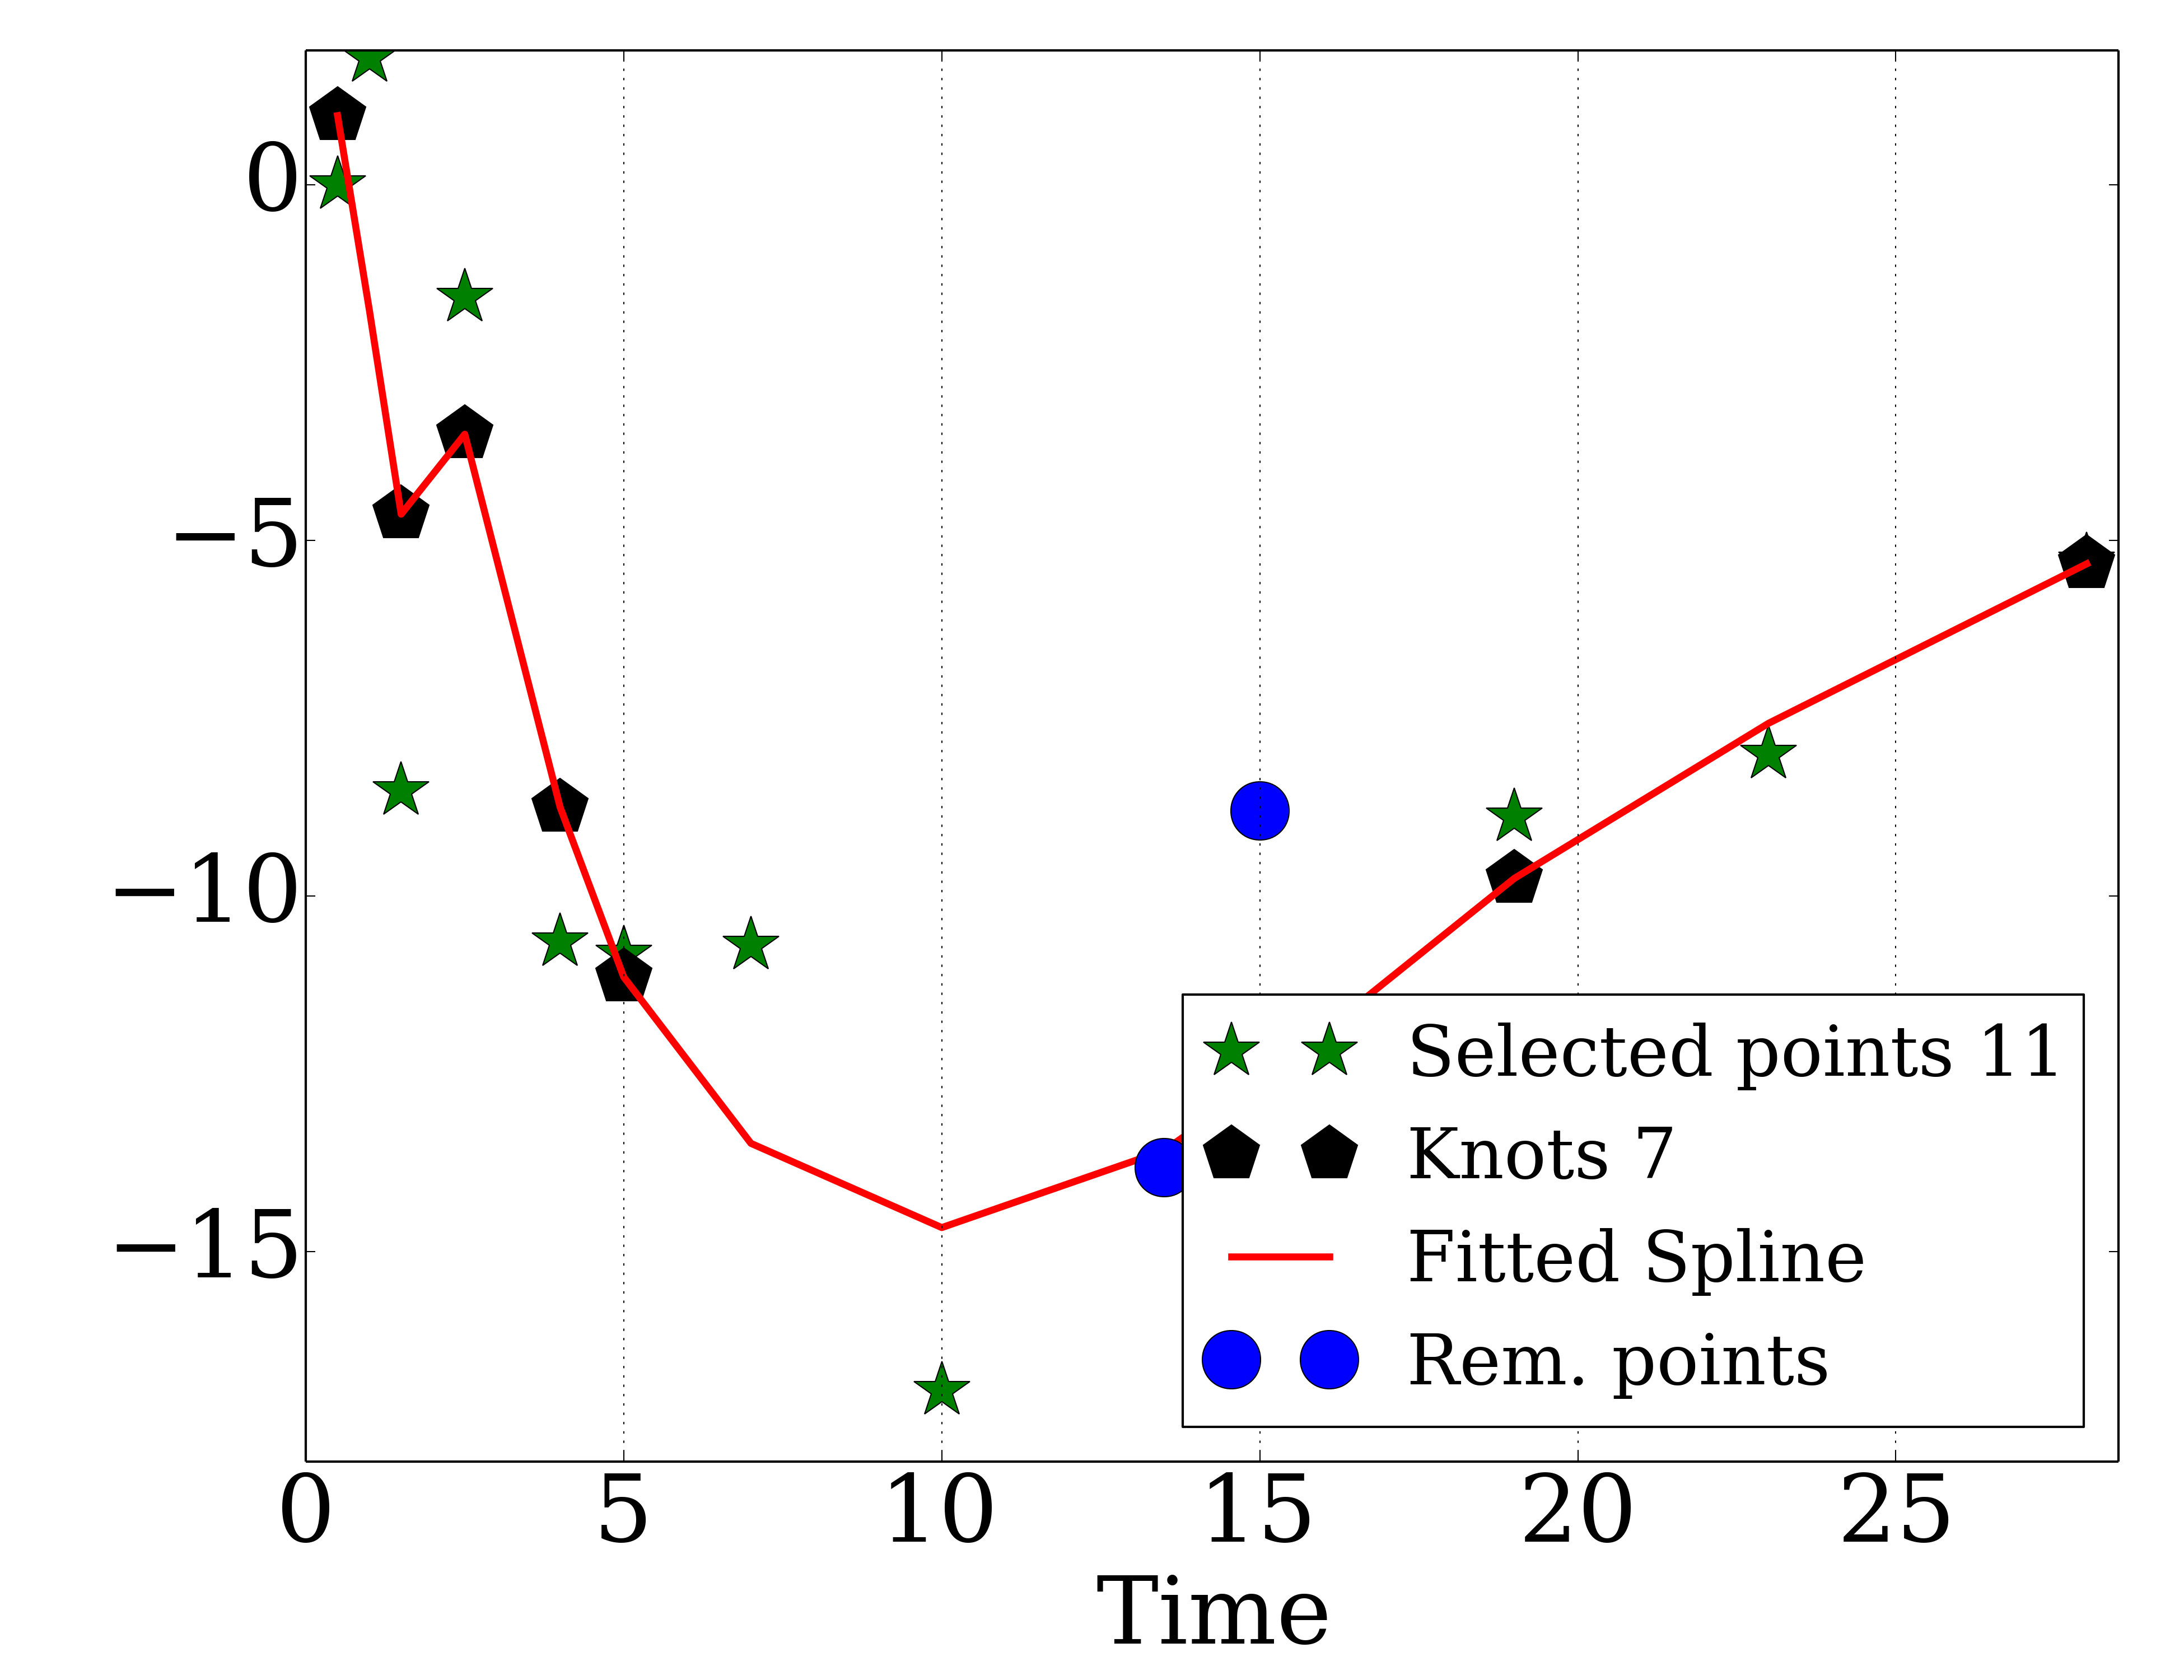 0
−5
−10
−15
0 5 10 15 20 25
Time
Selected points 11
Knots 7
Fitted Spline
Rem. points